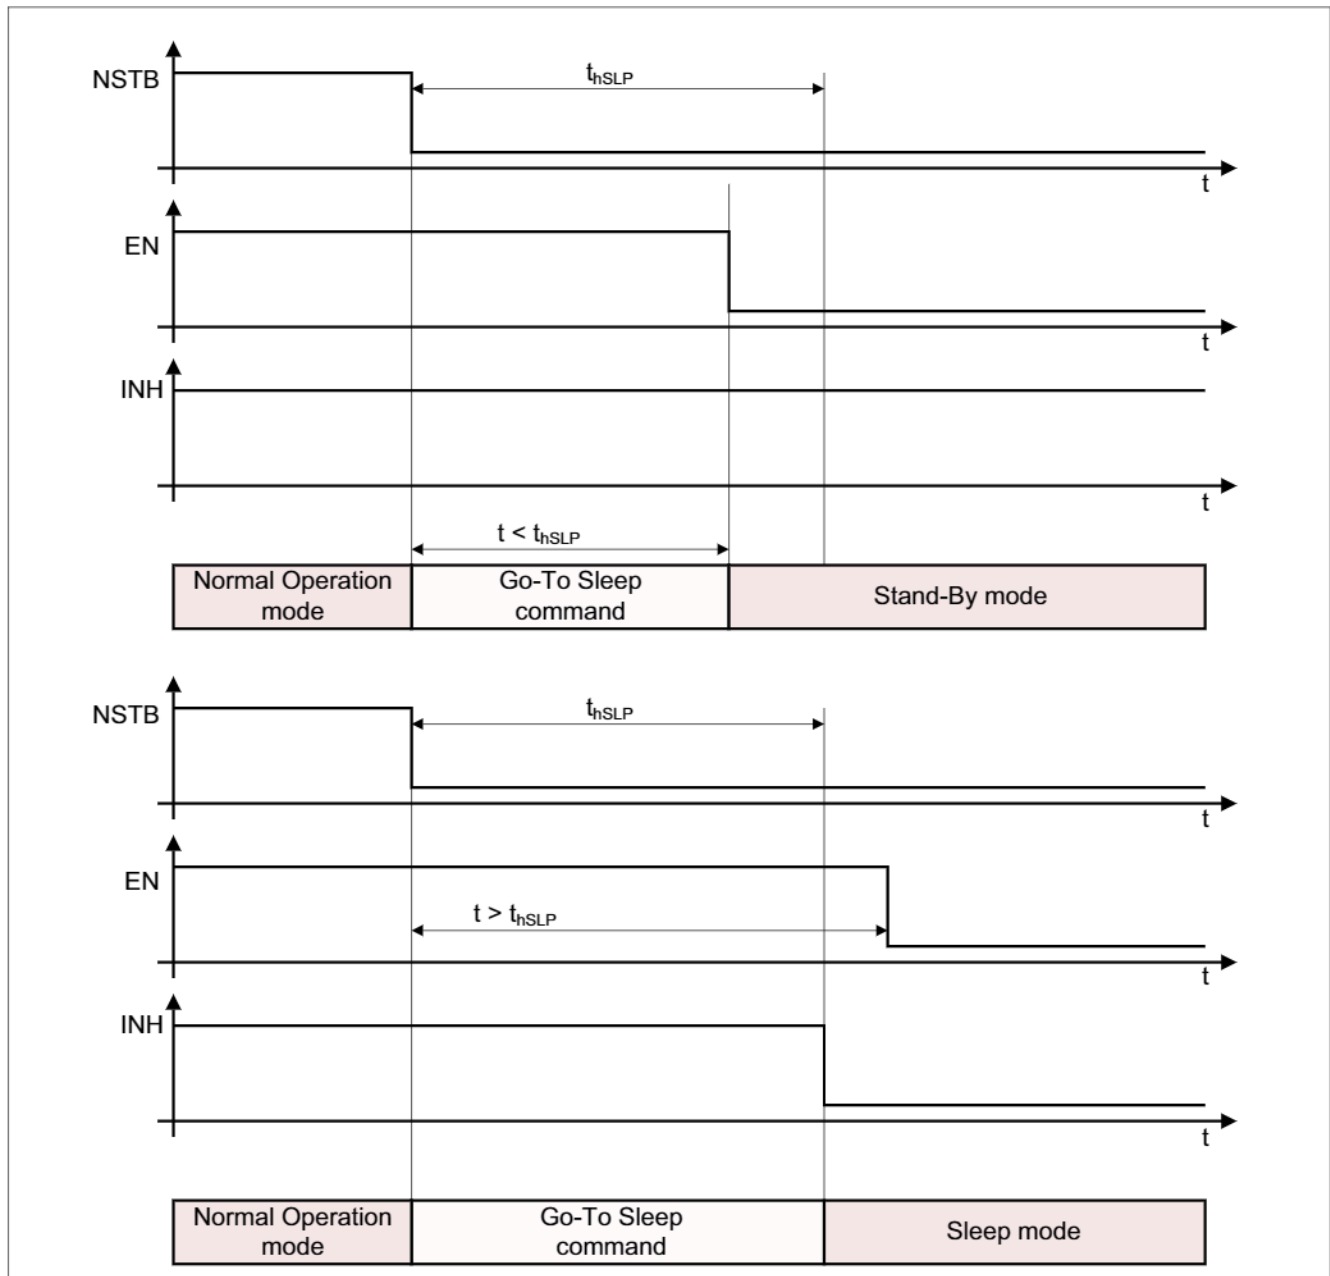 NSTB
thSLP
t
EN
t
INH
t
t < thSLP
Normal Operation
mode
Go-To Sleep
command
Stand-By mode
NSTB
thSLP
t
EN
t > thSLP
t
INH
t
Normal Operation
mode
Go-To Sleep
command
Sleep mode